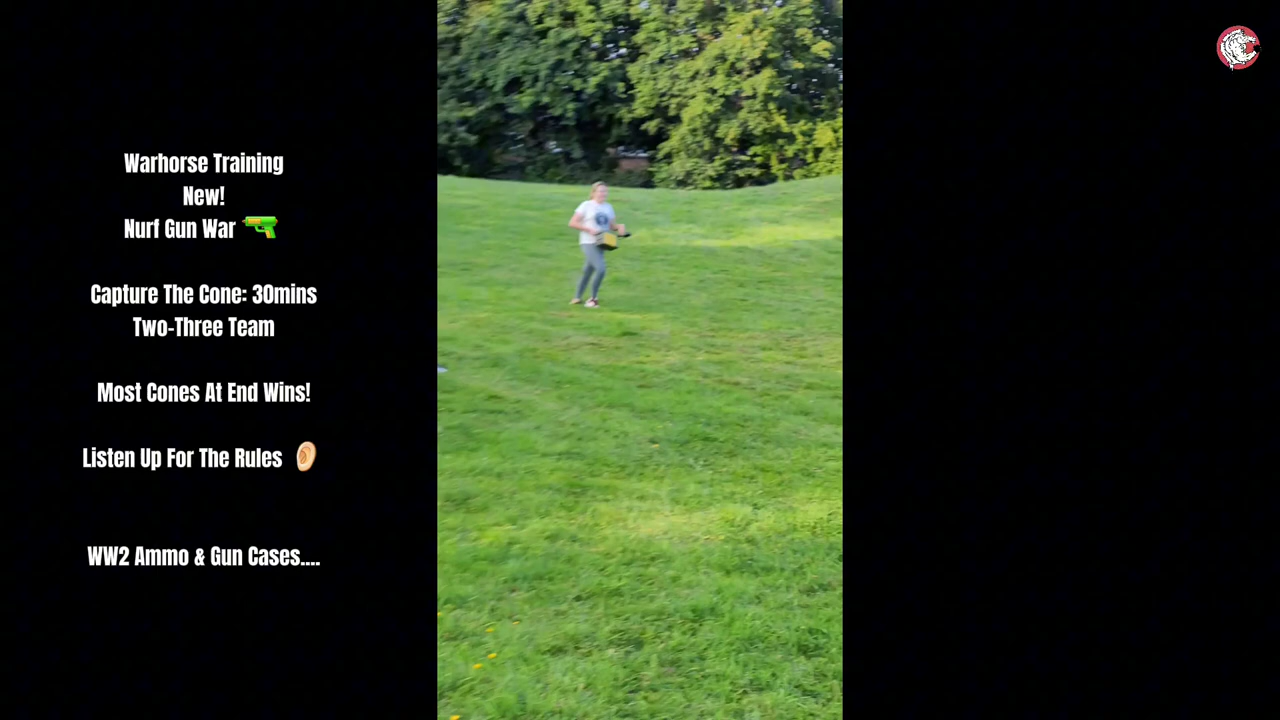 Warhorse Training
New!
Nurf Gun War
Capture The Cone: 30mins
Two-Three Team
Most Cones At End Wins!
Listen Up For The Rules
WW2 Ammo & Gun Cases....